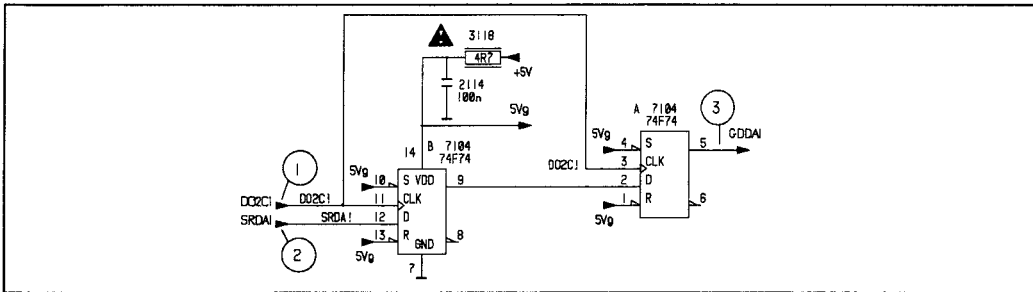 3118
4R7
+5V
2114
100n
5Vg
A 7104
74F74
3
5Vg
4 S
5
GDDAI
DO2C!
3 CLK
2 D
1 R
6
5Vg
14
B 7104
74F74
5Vg
10 S VDD 9
1
DO2C! DO2C! 11 CLK
SRDA! SRDA! 12 D
13 R
GND
8
2
5Vg
7